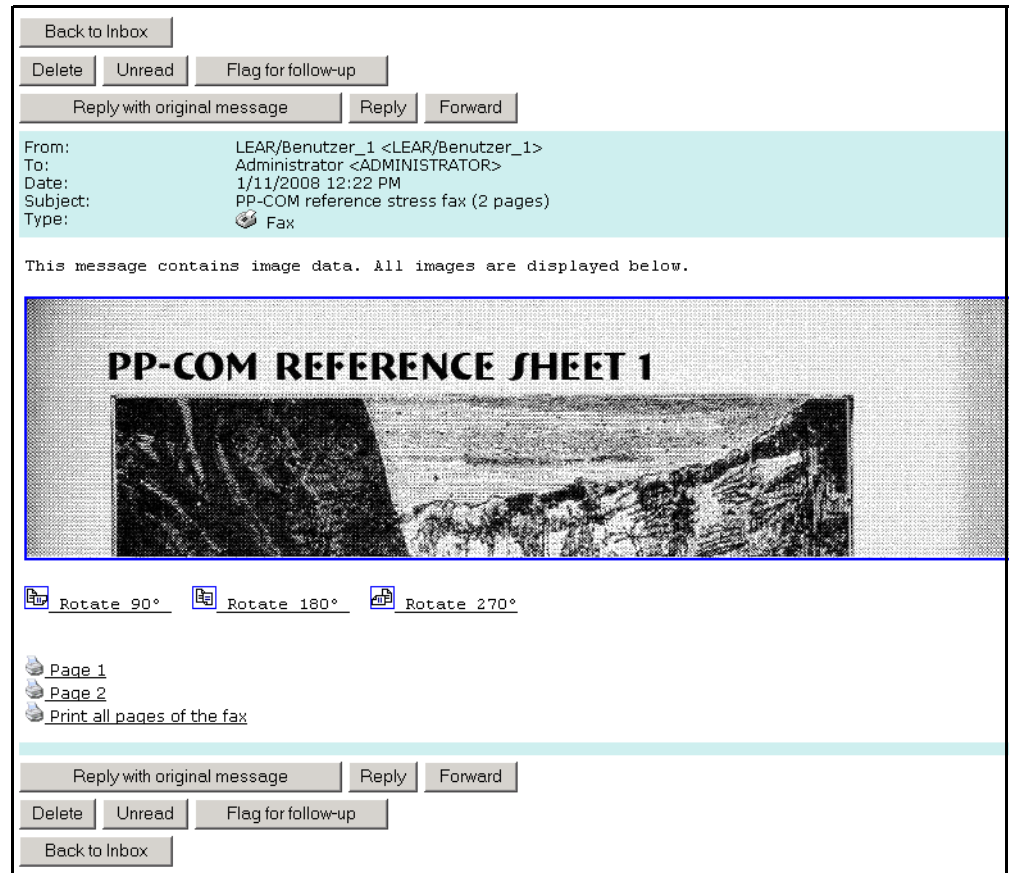 Back to Inbox
Delete Unread Flag for follow-up
Reply with original message Reply Forward
From: LEAR/Benutzer_1 <LEAR/Benutzer_1>
To: Administrator <ADMINISTRATOR>
Date: 1/11/2008 12:22 PM
Subject: PP-COM reference stress fax (2 pages)
Type: Fax
This message contains image data. All images are displayed below.
PP-COM REFERENCE SHEET 1
Rotate 90° Rotate 180° Rotate 270°
Page 1
Page 2
Print all pages of the fax
Reply with original message Reply Forward
Delete Unread Flag for follow-up
Back to Inbox